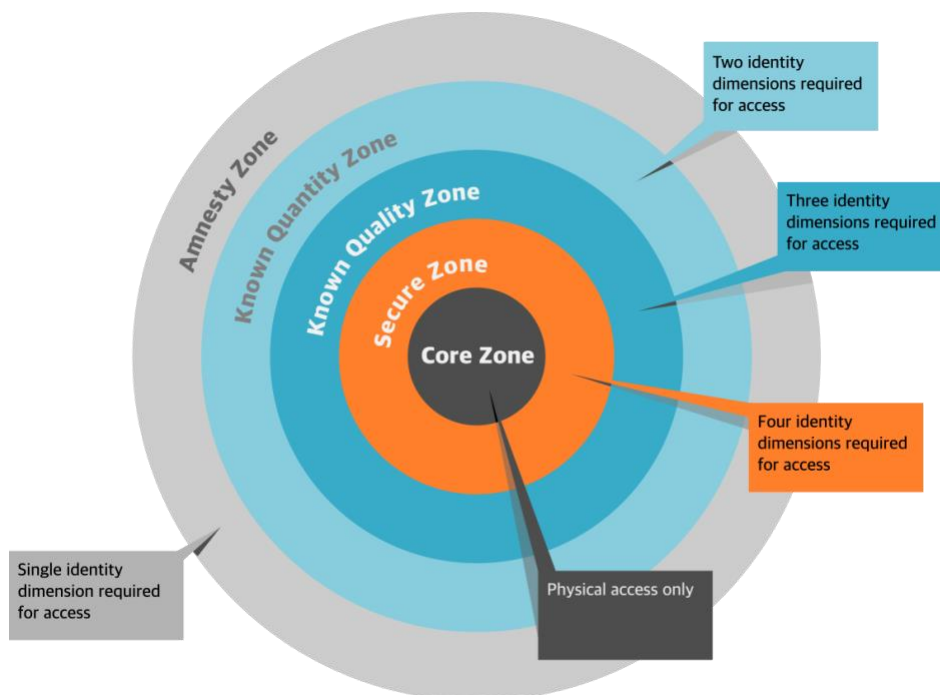 Two identity
dimensions required
for access
Amnesty Zone
Known Quantity Zone
Known Quality Zone
Three identity
dimensions required
for access
Secure Zone
Core Zone
Four identity
dimensions required
for access
Single identity
dimension required
for access
Physical access only